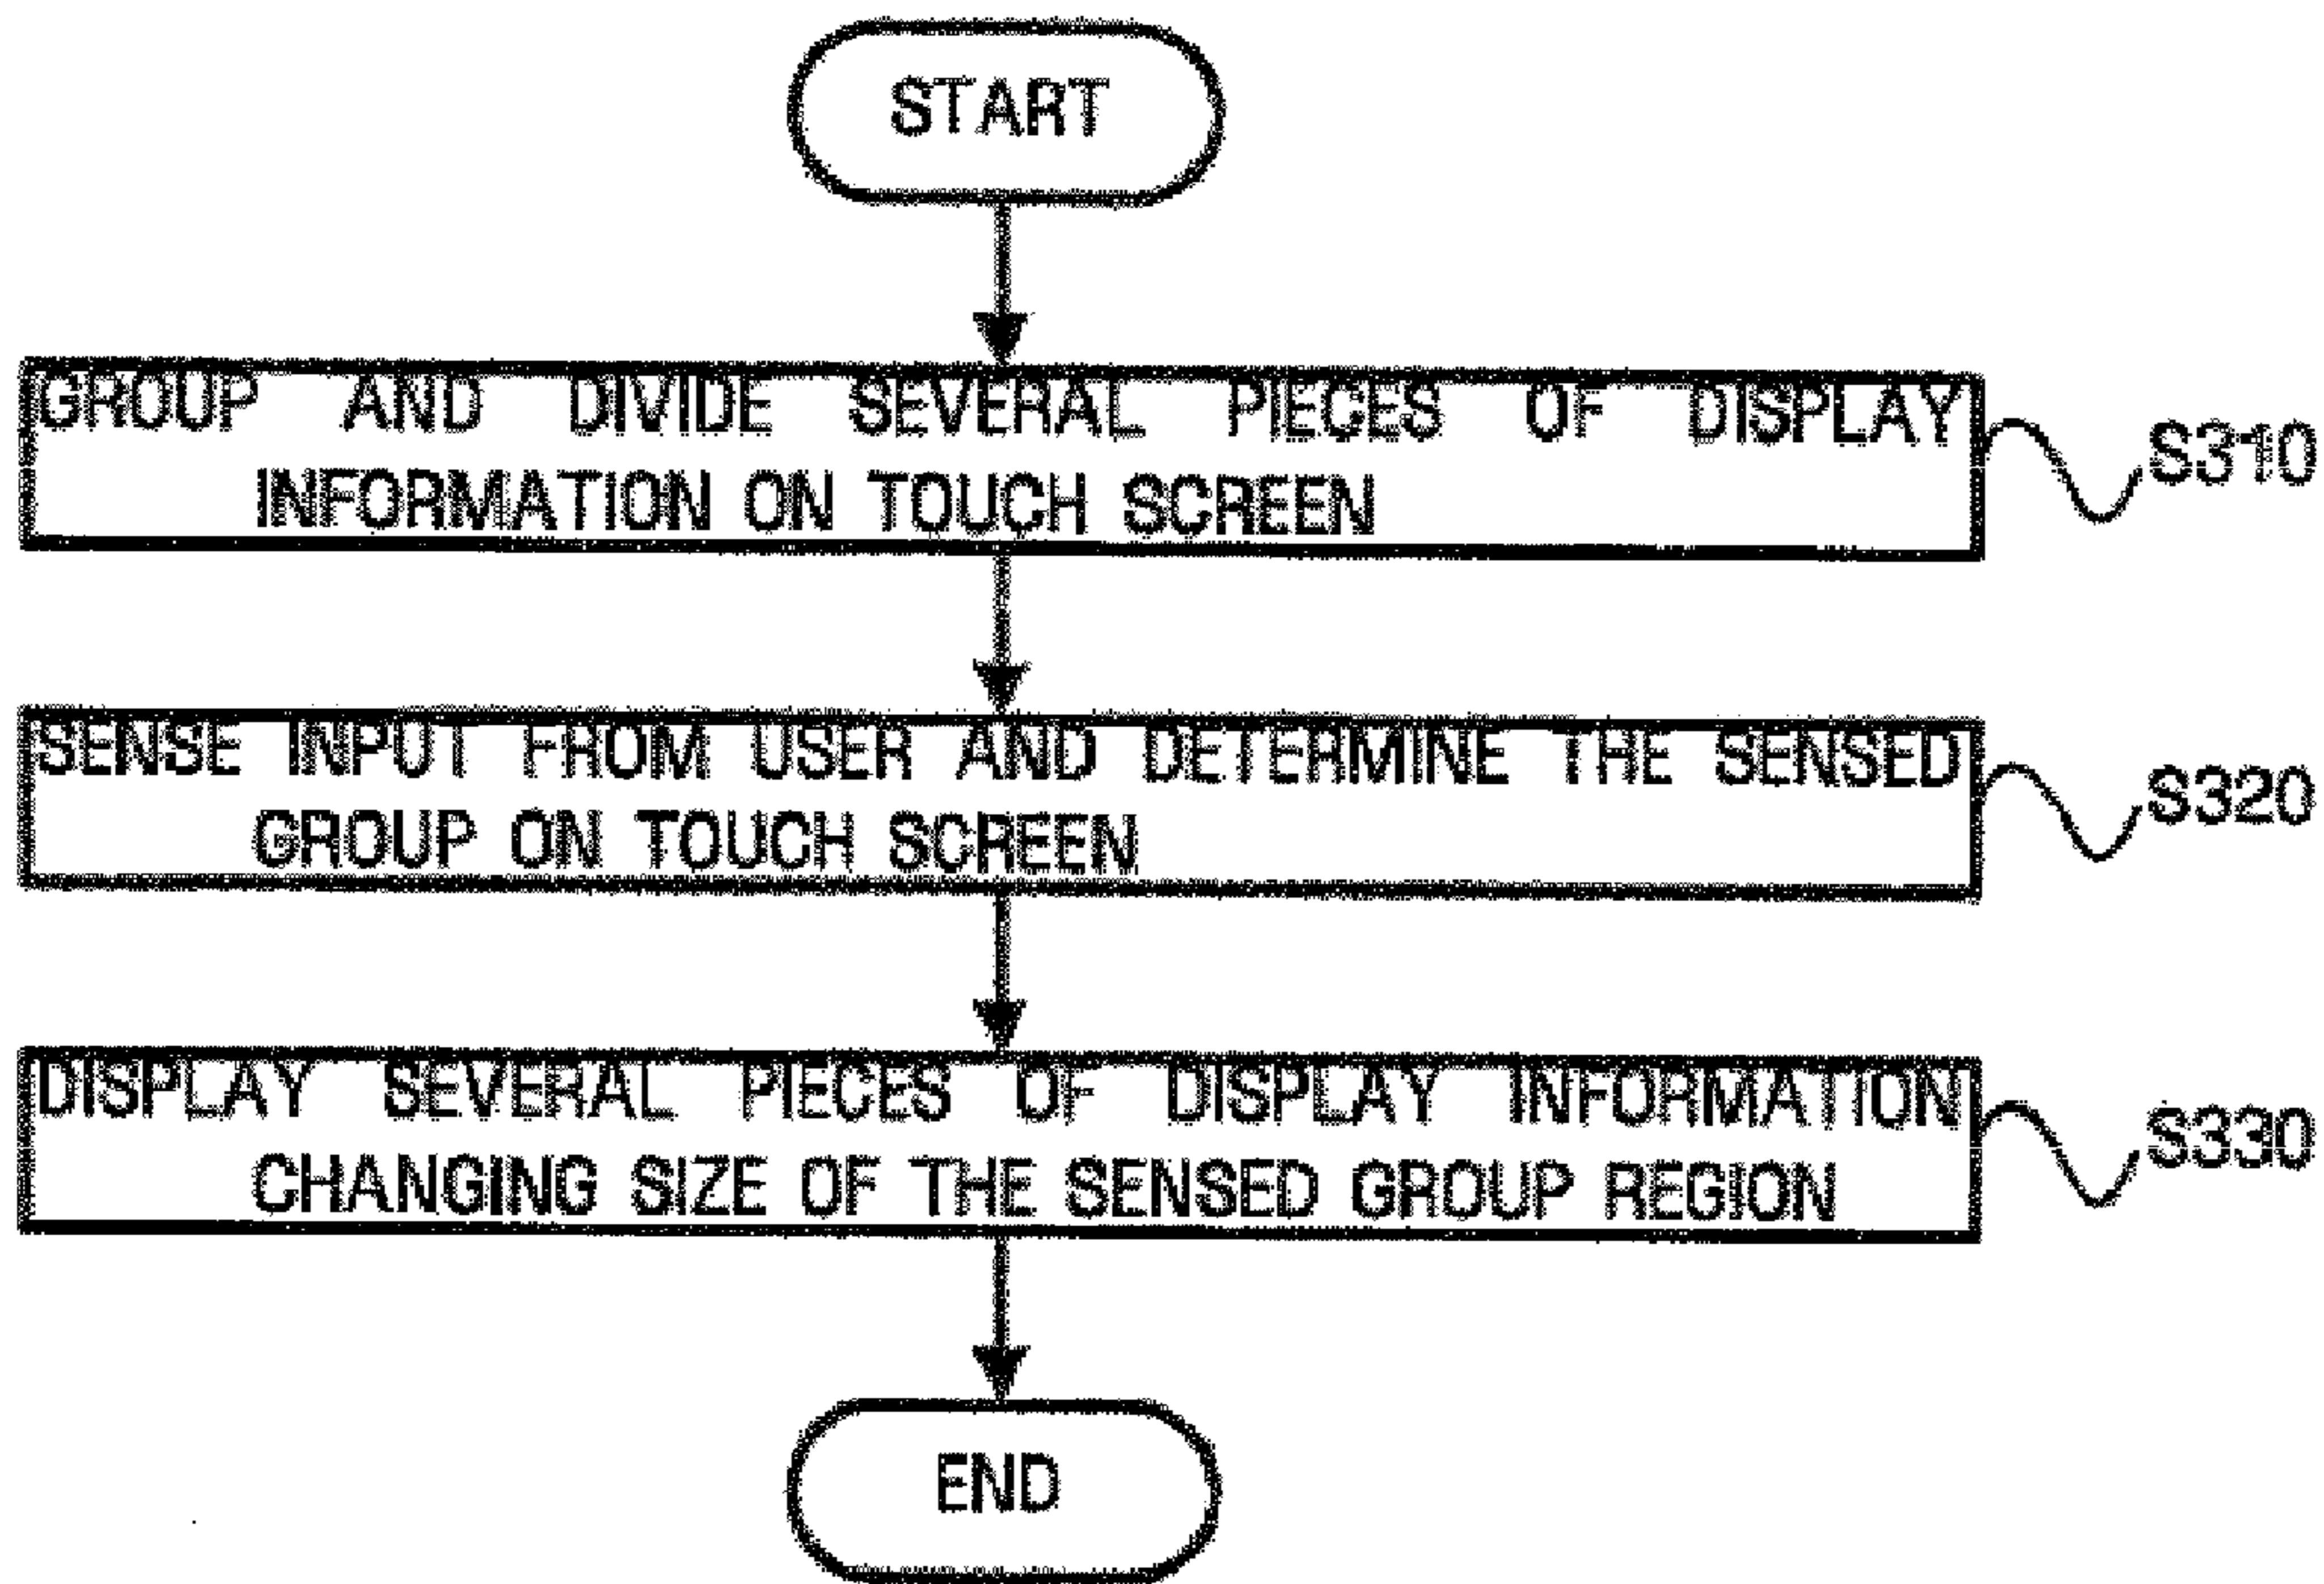 START
GROUP AND DIVIDE SEVERAL PIECES OF DISPLAY
INFORMATION ON TOUCH SCREEN
S310
SENSE INPUT FROM USER AND DETERMINE THE SENSED
GROUP ON TOUCH SCREEN
S320
DISPLAY SEVERAL PIECES OF DISPLAY INFORMATION
CHANGING SIZE OF THE SENSED GROUP REGION
S330
END